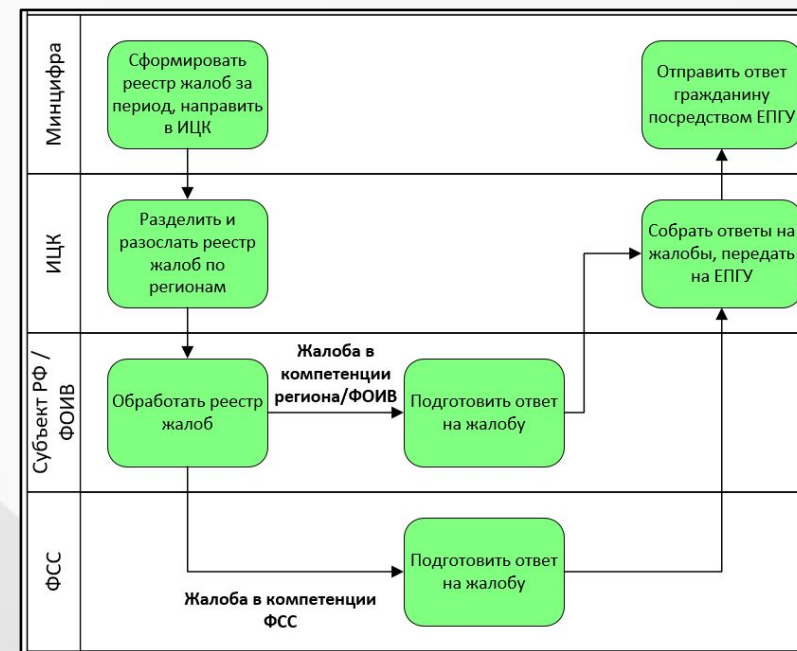 Минцифра
Сформировать
реестр жалоб за
период, направить
в ИЦК
Отправить ответ
гражданину
посредством ЕПГУ
ИЦК
Разделить и
разослать реестр
жалоб по
регионам
Собрать ответы на
жалобы, передать
на ЕПГУ
Субъект РФ /
ФОИВ
Обработать реестр
жалоб
Жалоба в
компетенции
региона/ФОИВ
Подготовить ответ
на жалобу
ФСС
Жалоба в компетенции
ФСС
Подготовить ответ
на жалобу